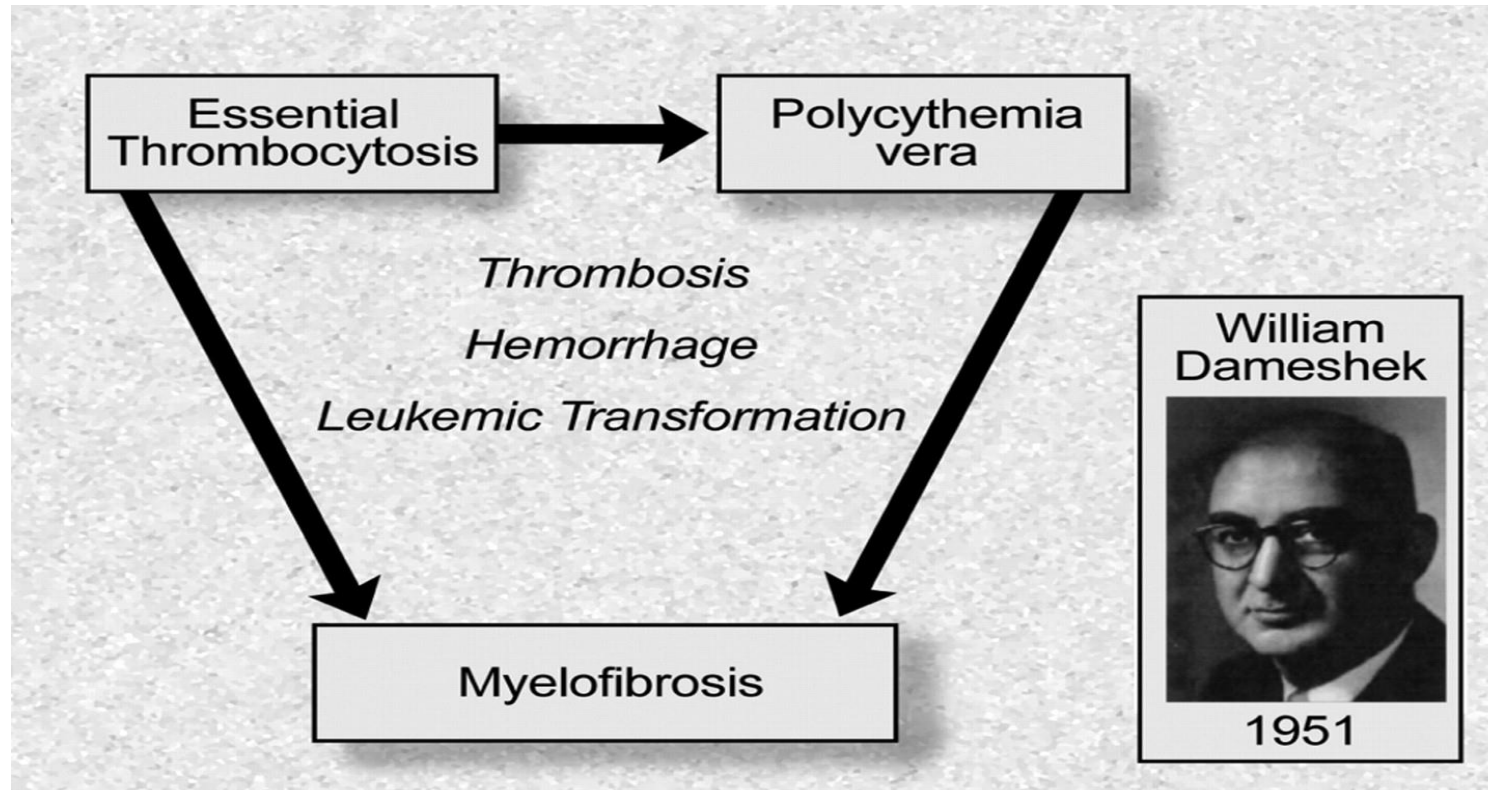 Essential
Thrombocytosis
Polycythemia
vera
Thrombosis
Hemorrhage
Leukemic Transformation
Myelofibrosis
William
Dameshek
1951